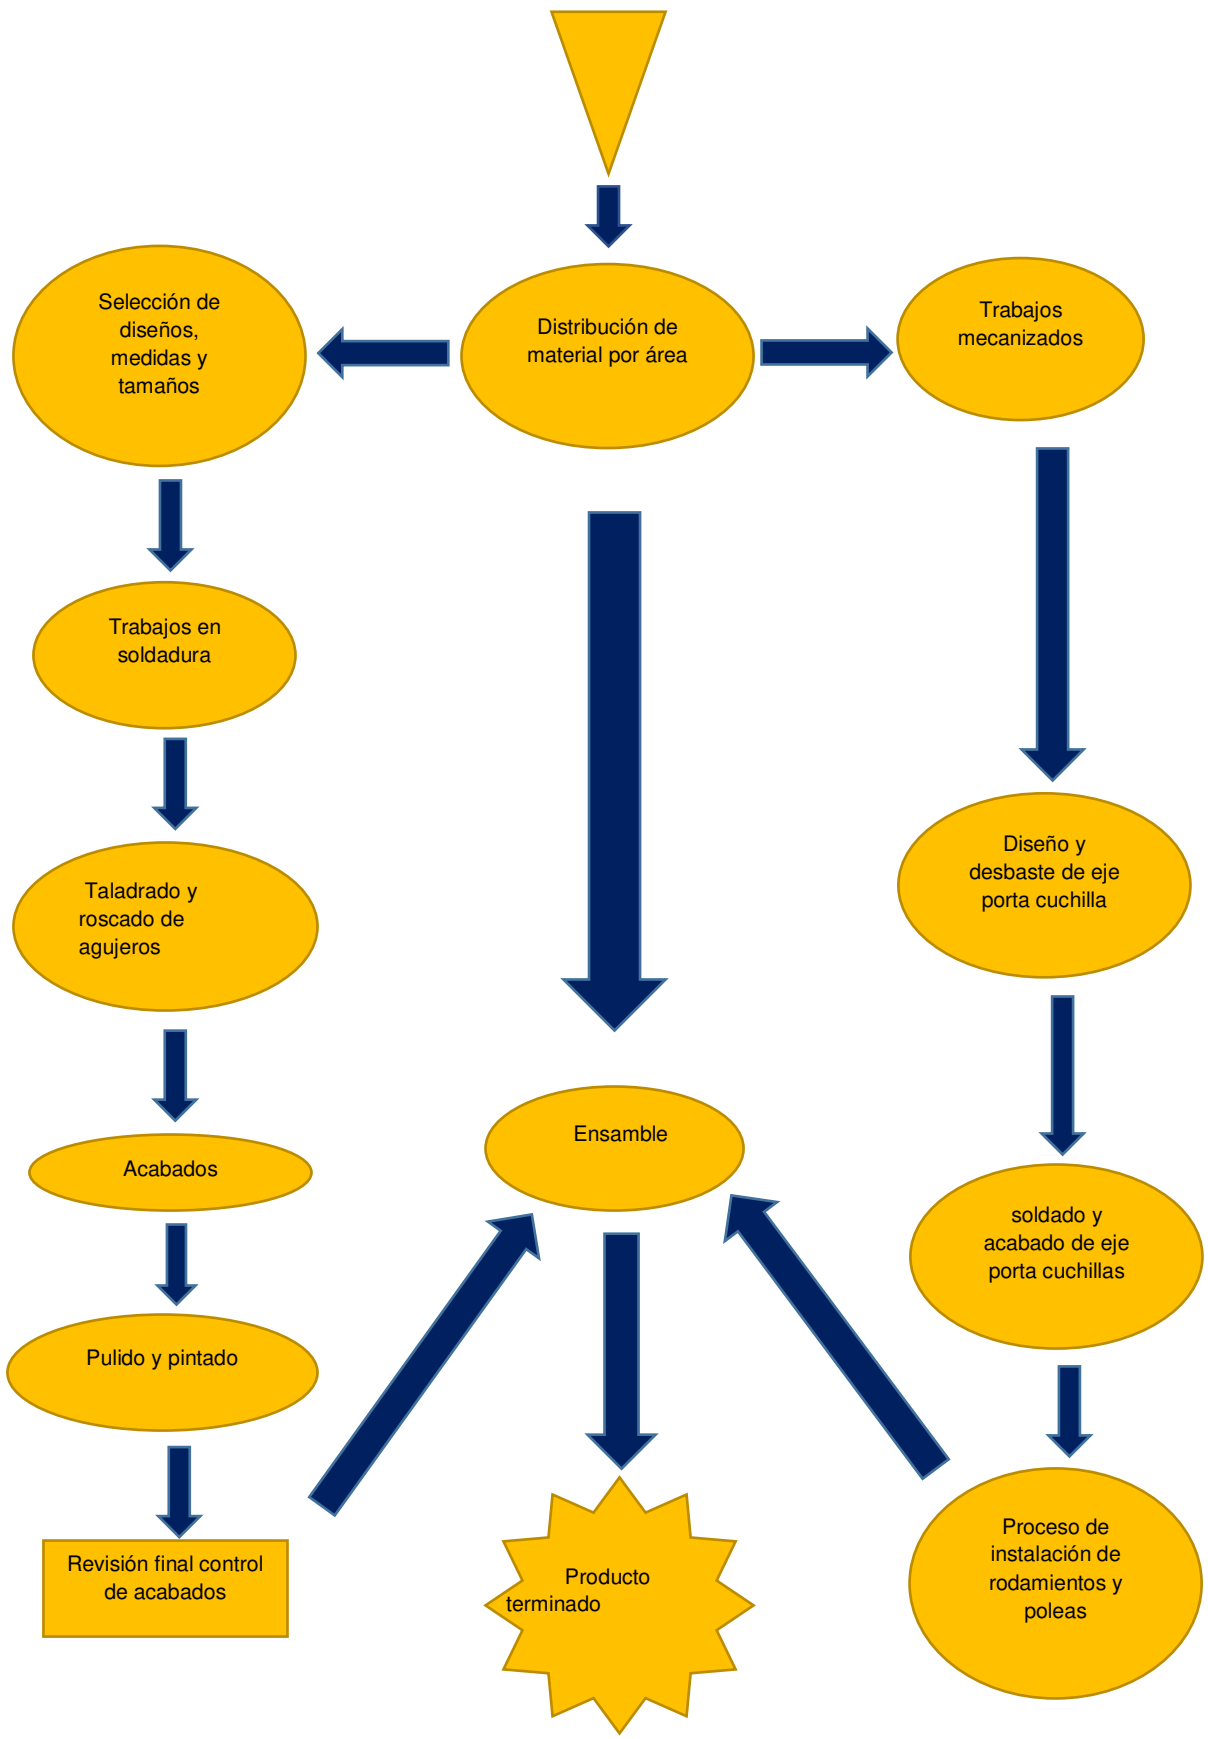 Selección de
diseños,
medidas y
tamaños
Distribución de
material por área
Trabajos
mecanizados
Trabajos en
soldadura
Taladrado y
roscado de
agujeros
Diseño y
desbaste de eje
porta cuchilla
Acabados
Ensamble
soldado y
acabado de eje
porta cuchillas
Pulido y pintado
Revisión final control
de acabados
Producto
terminado
Proceso de
instalación de
rodamientos y
poleas